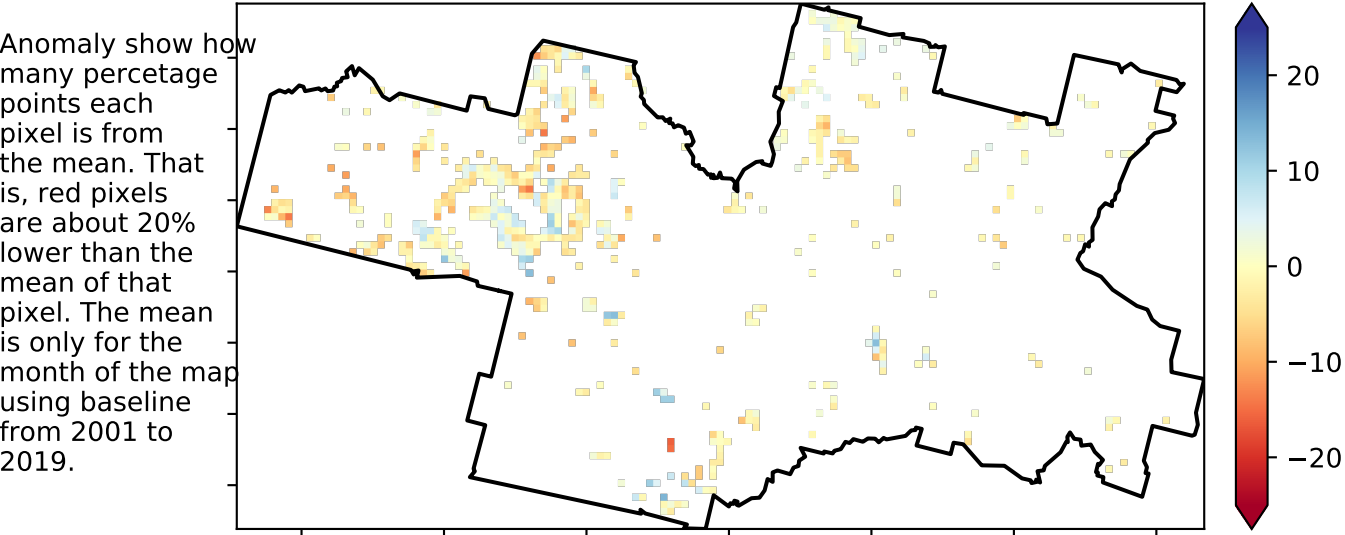 Anomaly show how
many percetage
points each
pixel is from
the mean. That
is, red pixels
are about 20%
lower than the
mean of that
pixel. The mean
is only for the
month of the map
using baseline
from 2001 to
2019.
20
10
0
−10
−20